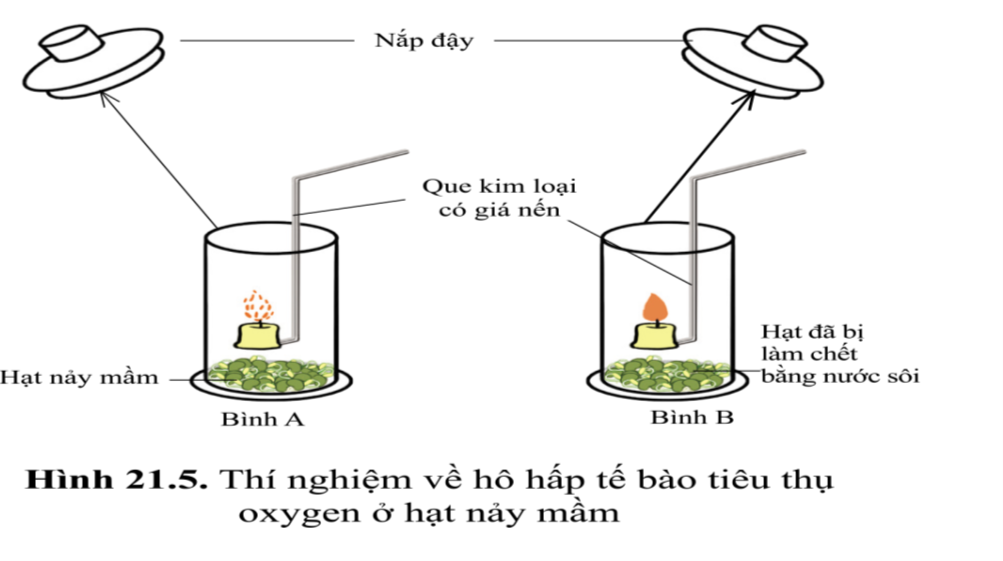 Nắp đậy
Que kim loại
có giá nến
Hạt đã bị
làm chết
bằng nước sôi
Hạt nảy mầm
Bình A
Bình B
Hình 21.5. Thí nghiệm về hô hấp tế bào tiêu thụ
oxygen ở hạt nảy mầm